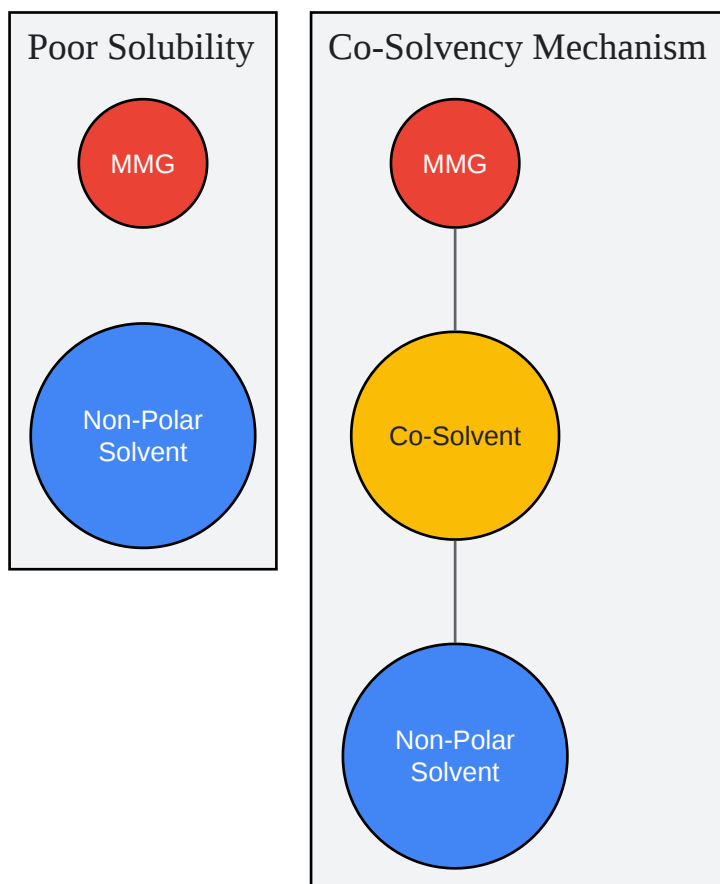 Poor Solubility
MMG
Non-Polar
Solvent
Co-Solvency Mechanism
MMG
Co-Solvent
Non-Polar
Solvent